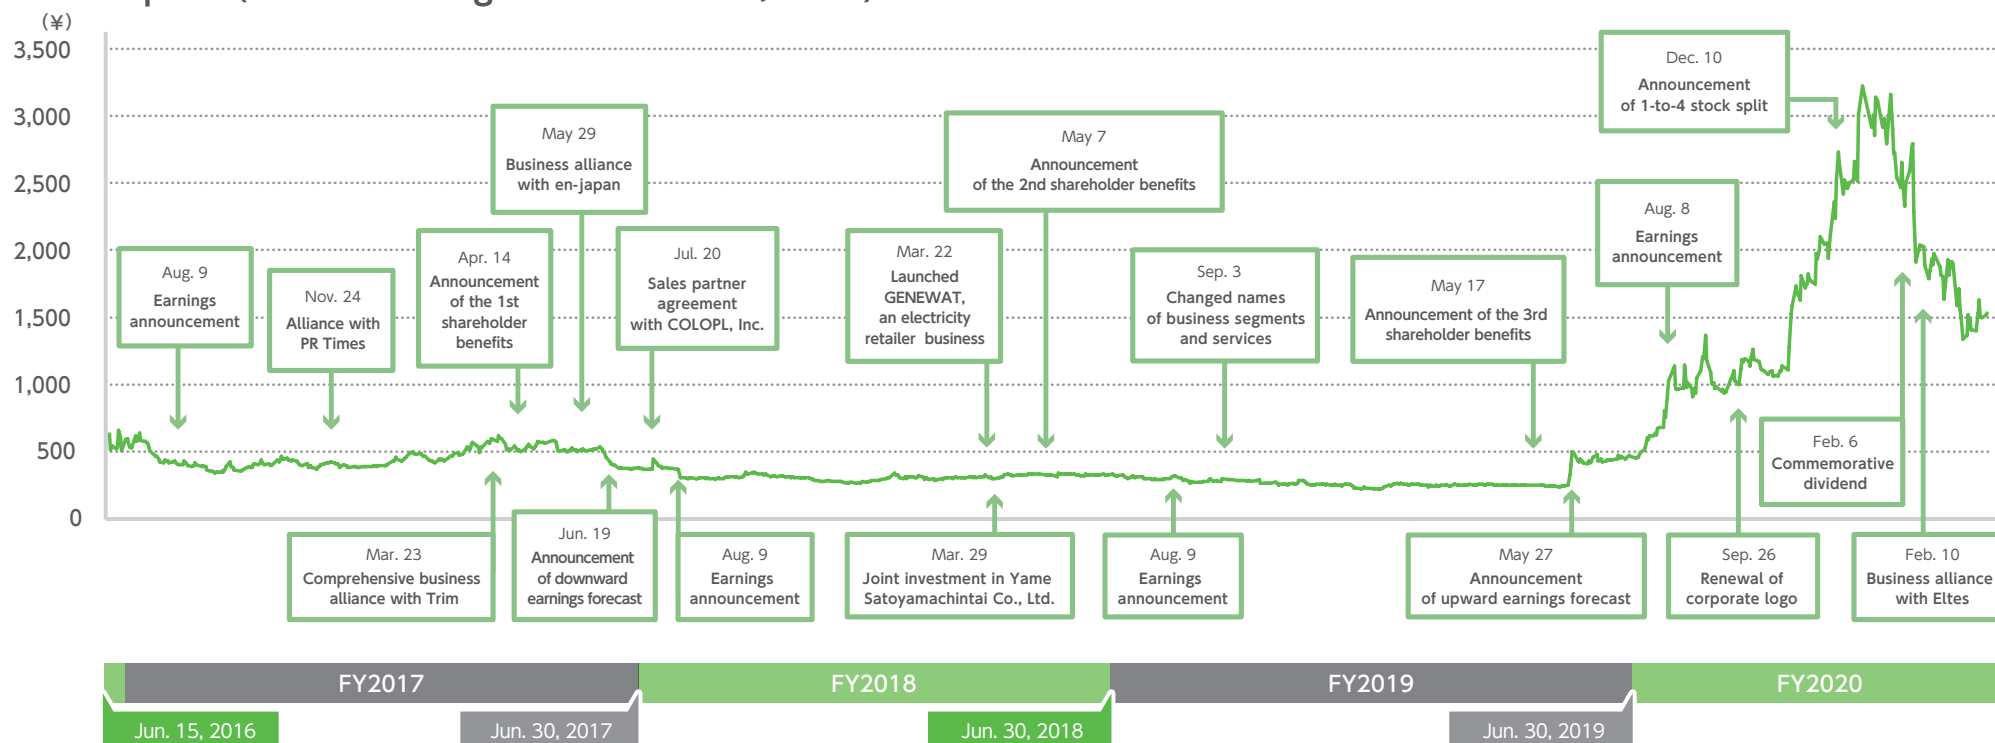 (¥)
3,500
3,000
2,500
2,000
1,500
1,000
500
0
Aug. 9
Earnings
announcement
Nov. 24
Alliance with
PR Times
Apr. 14
Announcement
of the 1st
shareholder
benefits
May 29
Business alliance
with en-japan
Jul. 20
Sales partner
agreement
with COLOPL, Inc.
Mar. 22
Launched
GENEWAT,
an electricity
retailer business
May 7
Announcement
of the 2nd shareholder benefits
Sep. 3
Changed names
of business segments
and services
May 17
Announcement of the 3rd
shareholder benefits
Aug. 8
Earnings
announcement
Dec. 10
Announcement
of 1-to-4 stock split
Mar. 23
Comprehensive business
alliance with Trim
Jun. 19
Announcement
of downward
earnings forecast
Aug. 9
Earnings
announcement
Mar. 29
Joint investment in Yame
Satoyamachintai Co., Ltd.
Aug. 9
Earnings
announcement
May 27
Announcement
of upward earnings forecast
Sep. 26
Renewal of
corporate logo
Feb. 6
Commemorative
dividend
Feb. 10
Business alliance
with Eltes
FY2017
FY2018
FY2019
FY2020
Jun. 15, 2016
Jun. 30, 2017
Jun. 30, 2018
Jun. 30, 2019